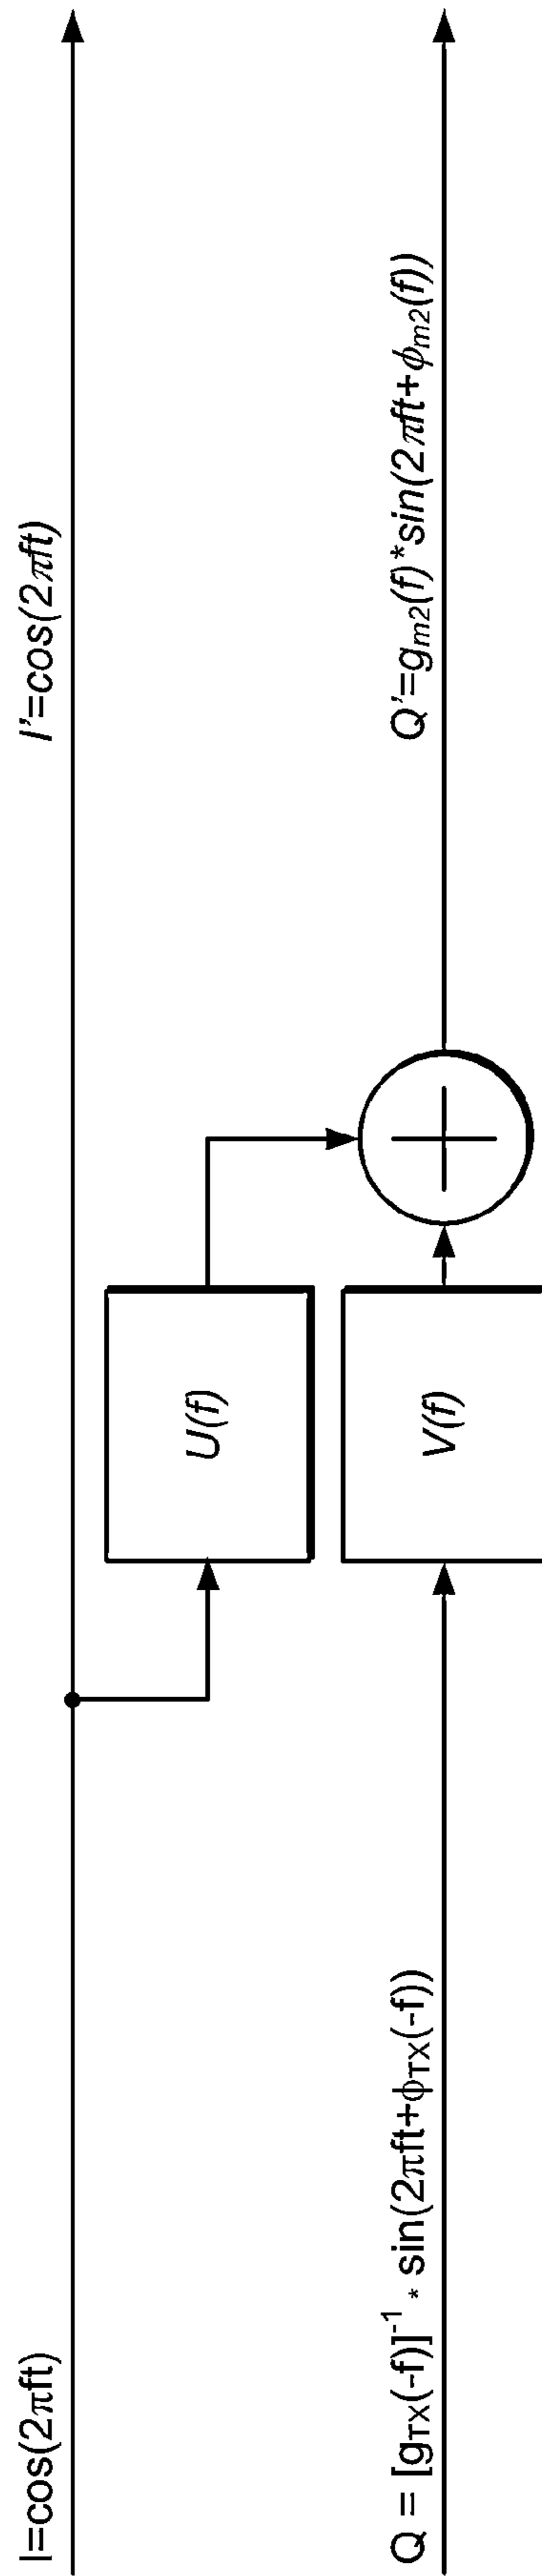 I=cos(2πft)
I'=cos(2πft)
U(f)
V(f)
Q = [gTX(-f)]⁻¹ * sin(2πft+ϕTX(-f))
Q'=gm2(f)*sin(2πft+ϕm2(f))